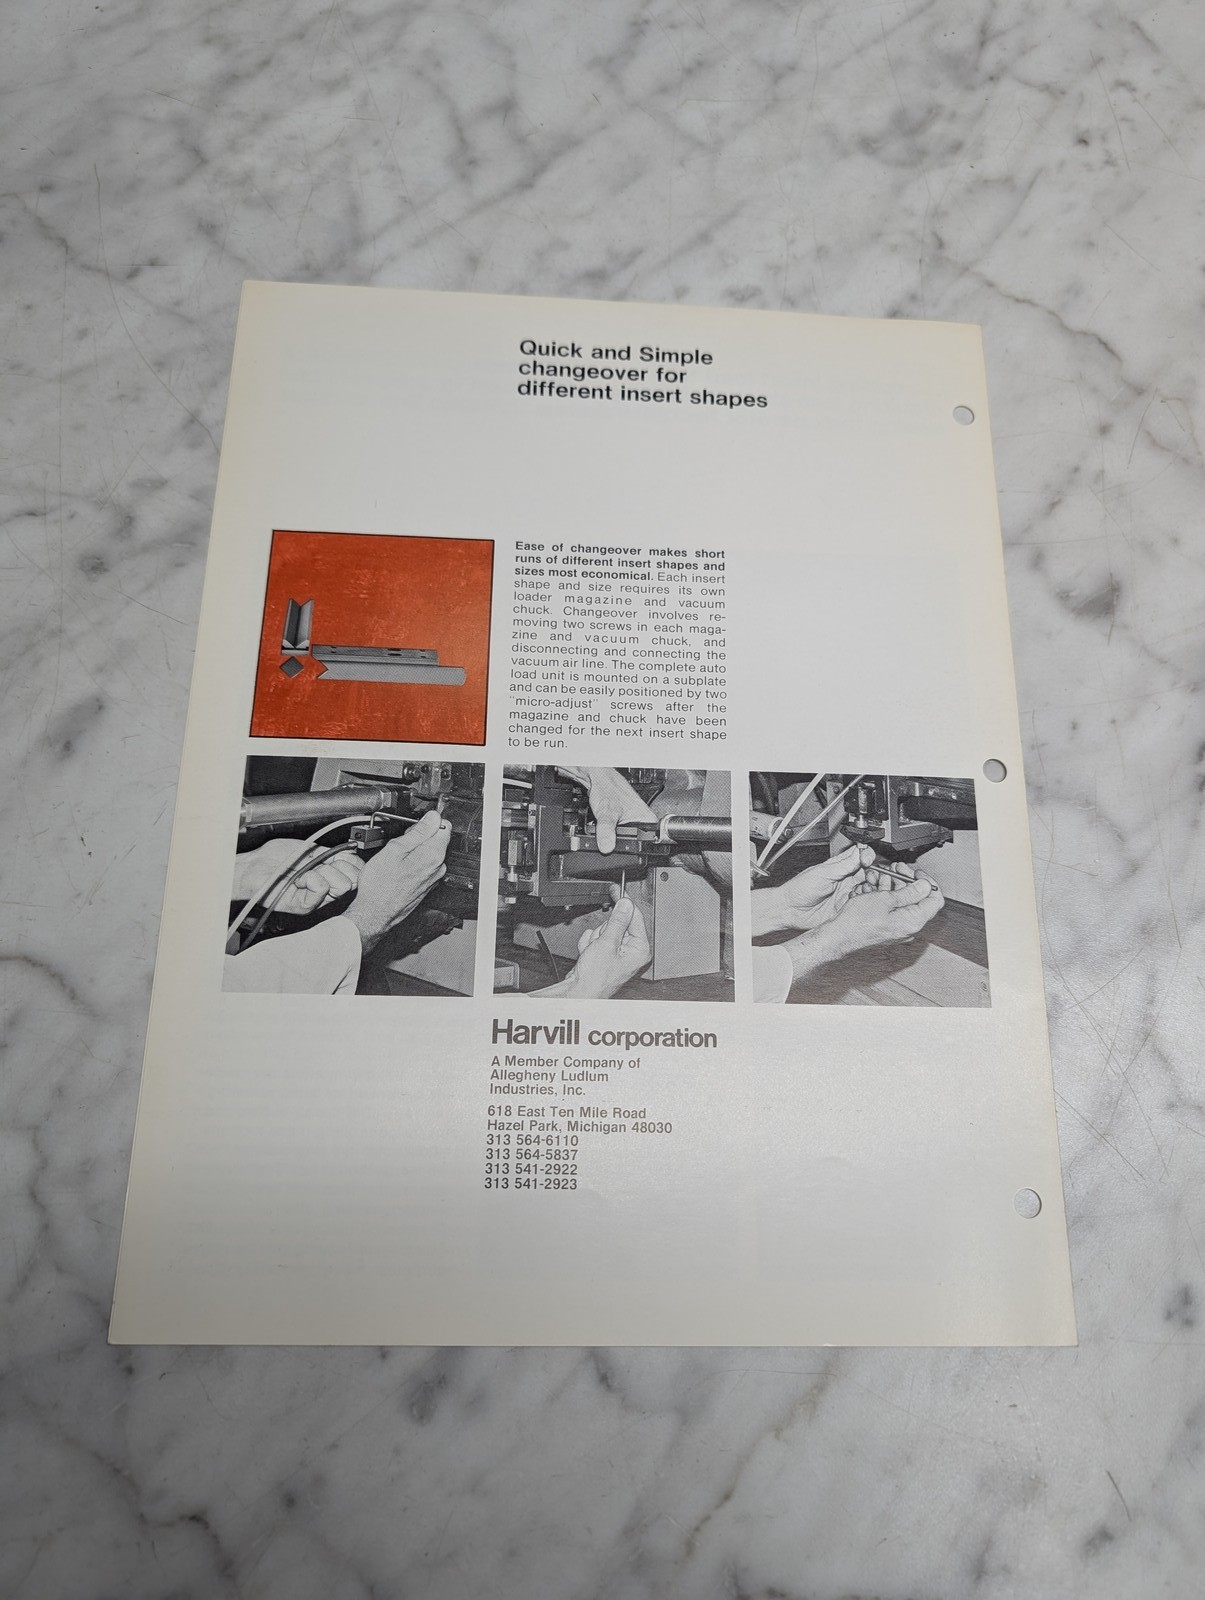 Quick and Simple
changeover for
different insert shapes
Ease of changeover makes short
runs of different insert shapes and
sizes most economical. Each insert
shape and size requires its own
loader magazine and vacuum
chuck. Changeover involves re-
moving two screws in each maga-
zine and vacuum chuck, and
disconnecting and connecting the
vacuum air line. The complete auto
load unit is mounted on a subplate
and can be easily positioned by two
"micro-adjust" screws after the
magazine and chuck have been
changed for the next insert shape
to be run.
Harvill corporation
A Member Company of
Allegheny Ludlum
Industries, Inc.
618 East Ten Mile Road
Hazel Park, Michigan 48030
313 564-6110
313 564-5837
313 541-2922
313 541-2923